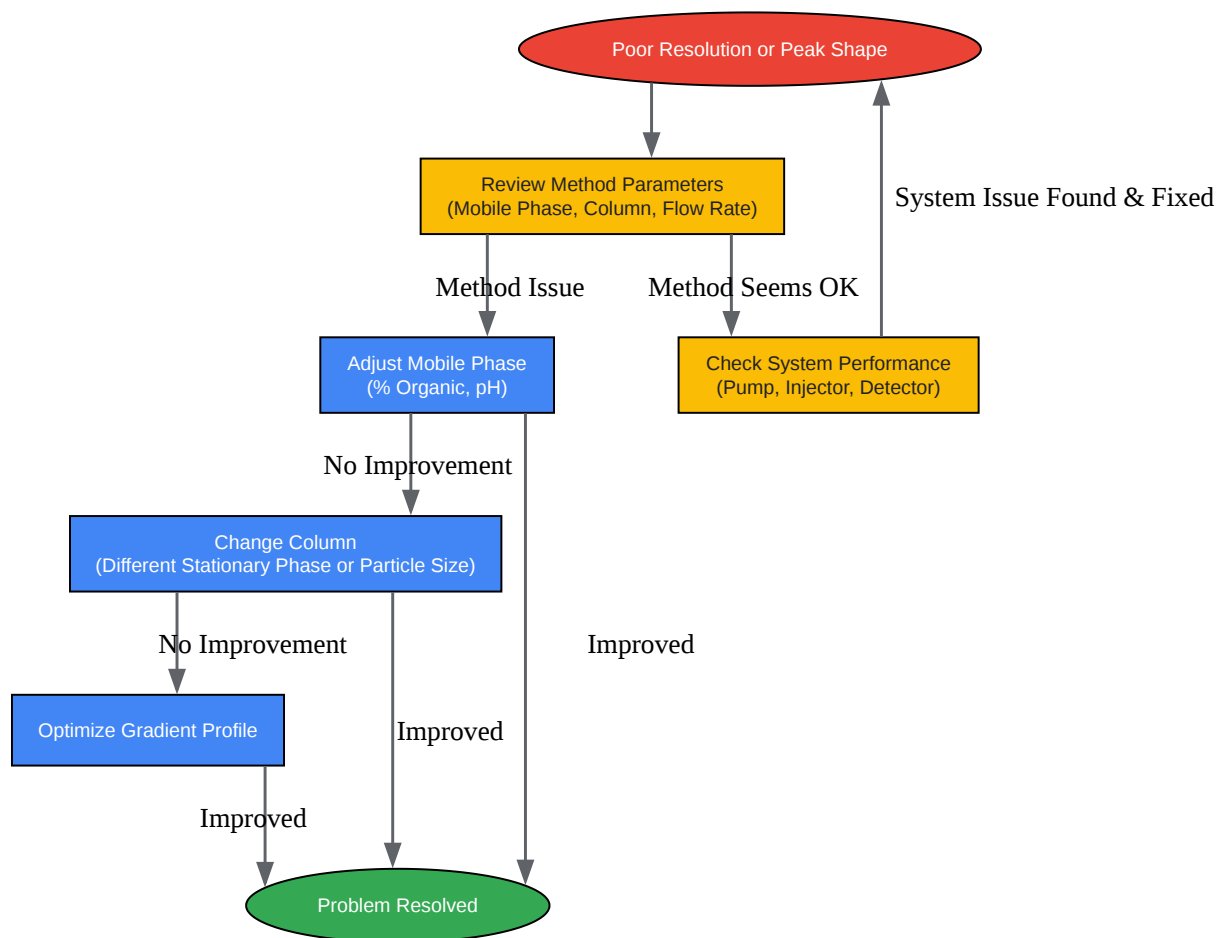 Poor Resolution or Peak Shape
Review Method Parameters
(Mobile Phase, Column, Flow Rate)
System Issue Found & Fixed
Method Issue
Method Seems OK
Adjust Mobile Phase
(% Organic, pH)
Check System Performance
(Pump, Injector, Detector)
No Improvement
Change Column
(Different Stationary Phase or Particle Size)
No Improvement
Improved
Optimize Gradient Profile
Improved
Improved
Problem Resolved